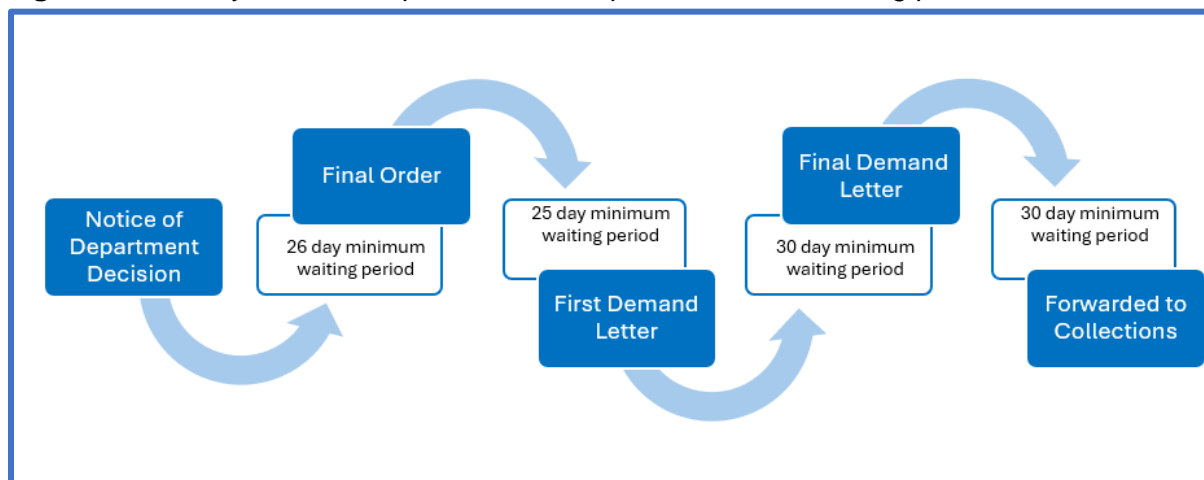 Notice of
Department
Decision
Final Order
26 day minimum
waiting period
25 day minimum
waiting period
First Demand
Letter
Final Demand
Letter
30 day minimum
waiting period
30 day minimum
waiting period
Forwarded to
Collections